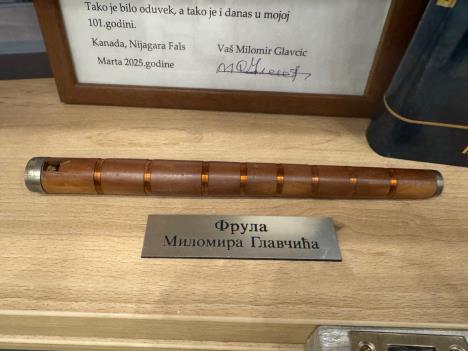 Tako je bilo oduvek, a tako je i danas u mojoj
101.godini.
Kanada, Nijagara Fals
Vaš Milomir Glavcic
Marta 2025.godine
Фрула
Миломира Главчића